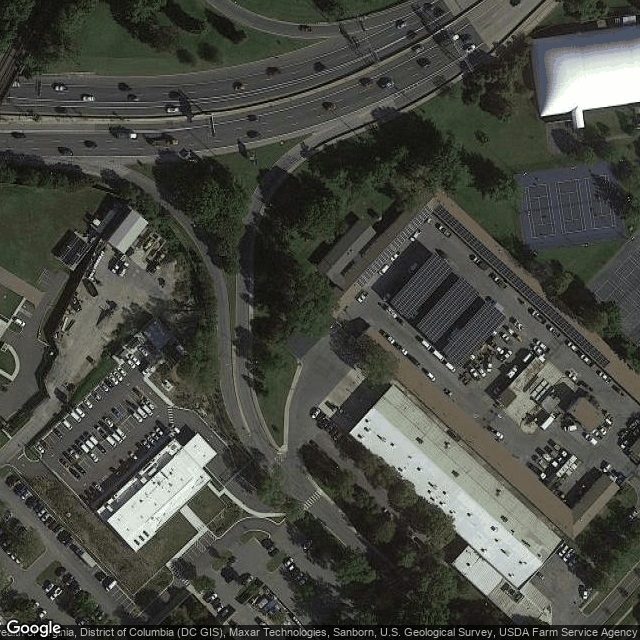 Google
nia, District of Columbia (DC GIS), Maxar Technologies, Sanborn, U.S. Geological Survey, USDA Farm Service Agency